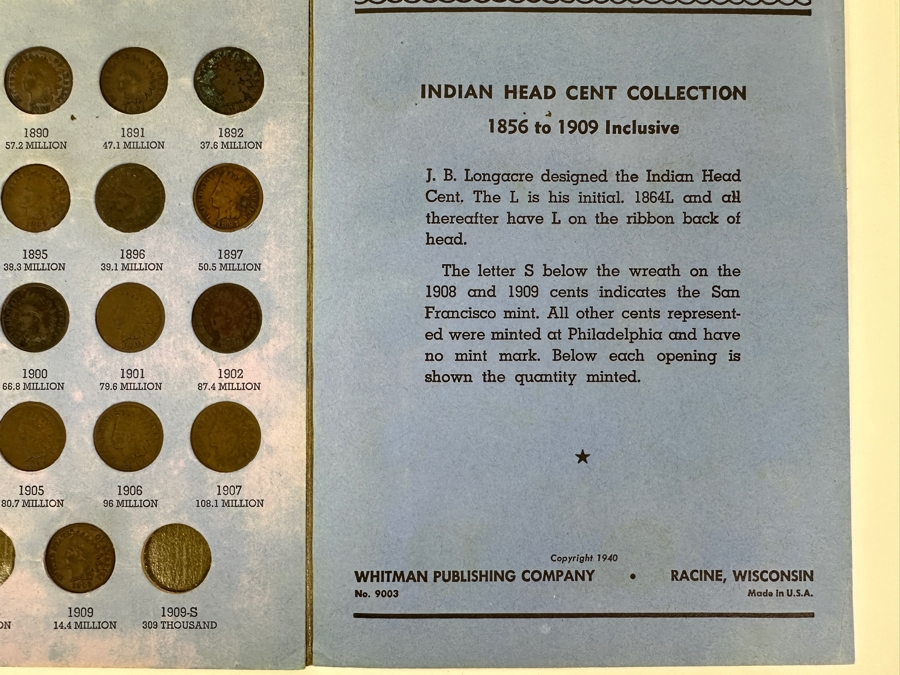 1890 1891 1892
57.2 MILLION 47.1 MILLION 37.6 MILLION
1895 1896 1897
38.3 MILLION 39.1 MILLION 50.5 MILLION
1900 1901 1902
66.8 MILLION 79.6 MILLION 87.4 MILLION
1905 1906 1907
80.7 MILLION 96 MILLION 108.1 MILLION
1909 1909-S
ON 14.4 MILLION 309 THOUSAND
INDIAN HEAD CENT COLLECTION
1856 to 1909 Inclusive
J. B. Longacre designed the Indian Head
Cent. The L is his initial. 1864L and all
thereafter have L on the ribbon back of
head.
The letter S below the wreath on the
1908 and 1909 cents indicates the San
Francisco mint. All other cents represent-
ed were minted at Philadelphia and have
no mint mark. Below each opening is
shown the quantity minted.
Copyright 1940
WHITMAN PUBLISHING COMPANY • RACINE, WISCONSIN
No. 9003 Made in U.S.A.